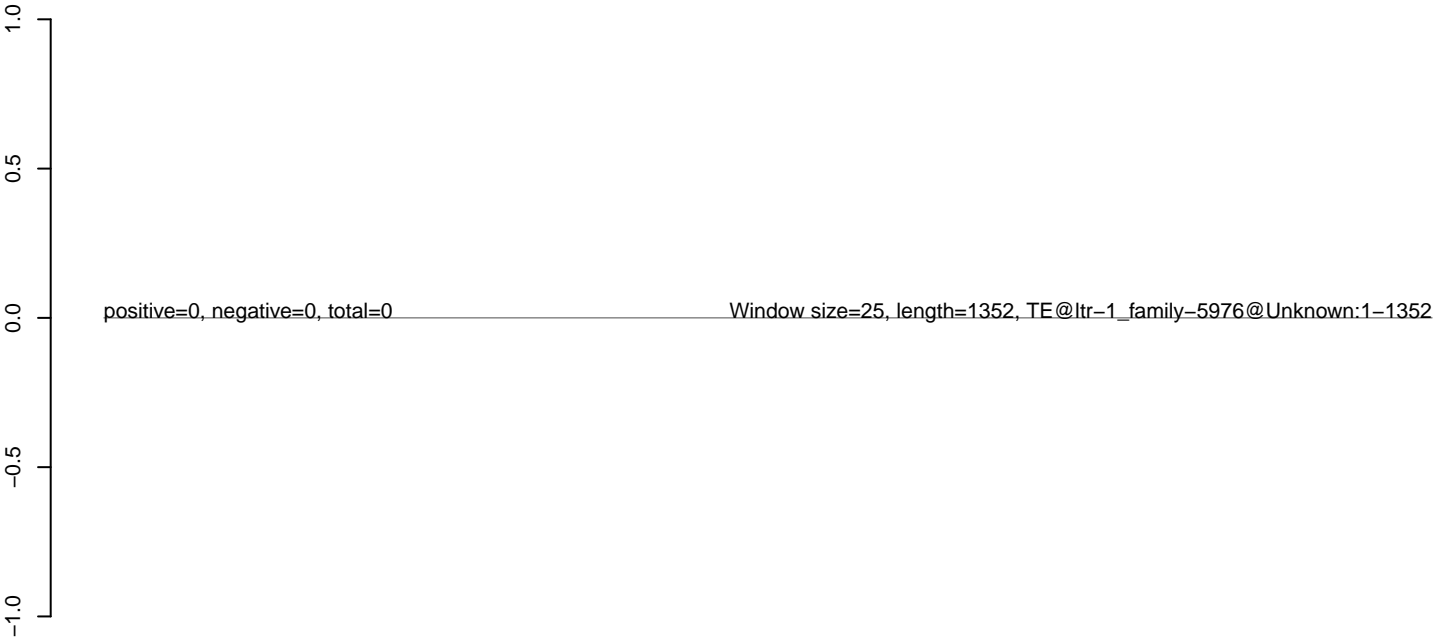 1.0
0.5
positive=0, negative=0, total=0
Window size=25, length=1352, TE@ltr−1_family−5976@Unknown:1−1352
0.0
−0.5
−1.0